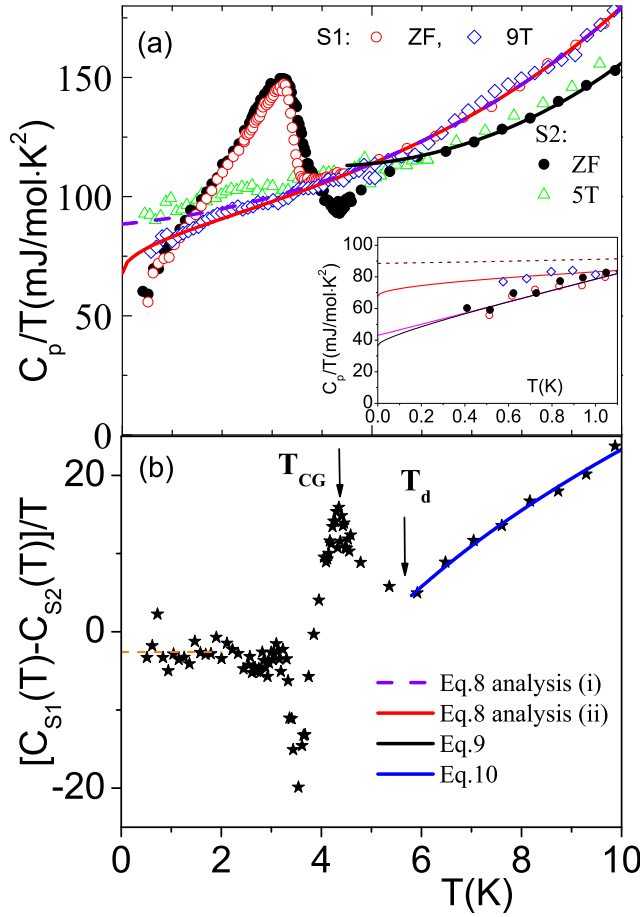 (a)
S1: ZF, 9T
150
S2:
ZF
5T
100
50
0
C_p/T(mJ/mol·K²)
100
80
60
40
20
0
0.0 0.2 0.4 0.6 0.8 1.0
T(K)
C_p/T(mJ/mol·K²)
(b)
T_CG
T_d
20
0
-20
[C_S1(T)-C_S2(T)]/T
Eq.8 analysis (i)
Eq.8 analysis (ii)
Eq.9
Eq.10
0 2 4 6 8 10
T(K)